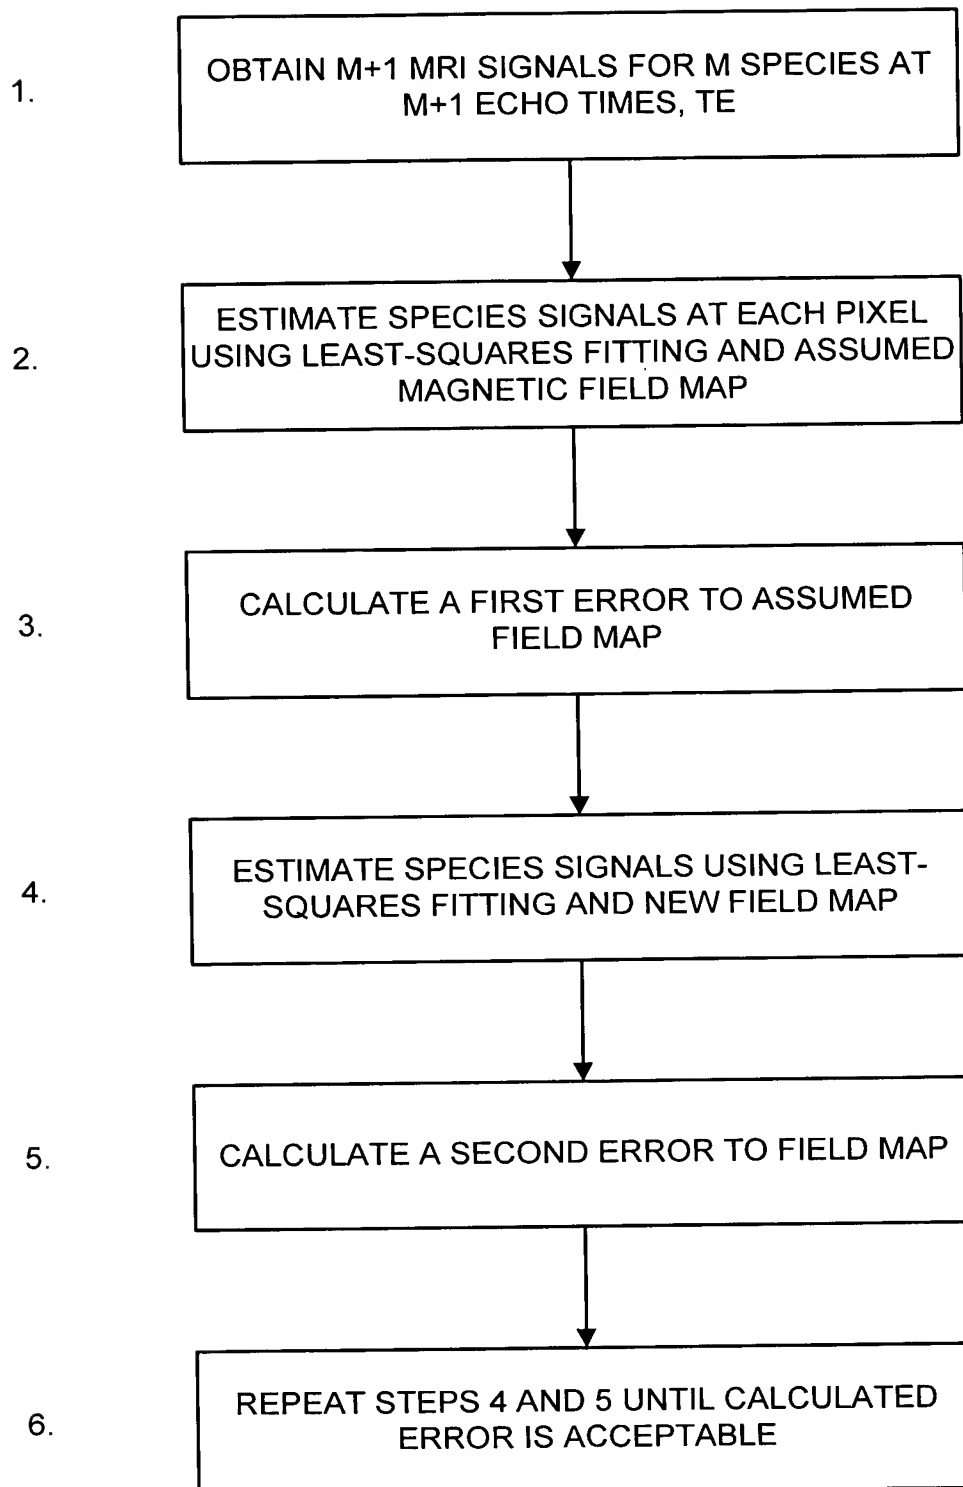 1.
OBTAIN M+1 MRI SIGNALS FOR M SPECIES AT
M+1 ECHO TIMES, TE
2.
ESTIMATE SPECIES SIGNALS AT EACH PIXEL
USING LEAST-SQUARES FITTING AND ASSUMED
MAGNETIC FIELD MAP
3.
CALCULATE A FIRST ERROR TO ASSUMED
FIELD MAP
4.
ESTIMATE SPECIES SIGNALS USING LEAST-
SQUARES FITTING AND NEW FIELD MAP
5.
CALCULATE A SECOND ERROR TO FIELD MAP
6.
REPEAT STEPS 4 AND 5 UNTIL CALCULATED
ERROR IS ACCEPTABLE